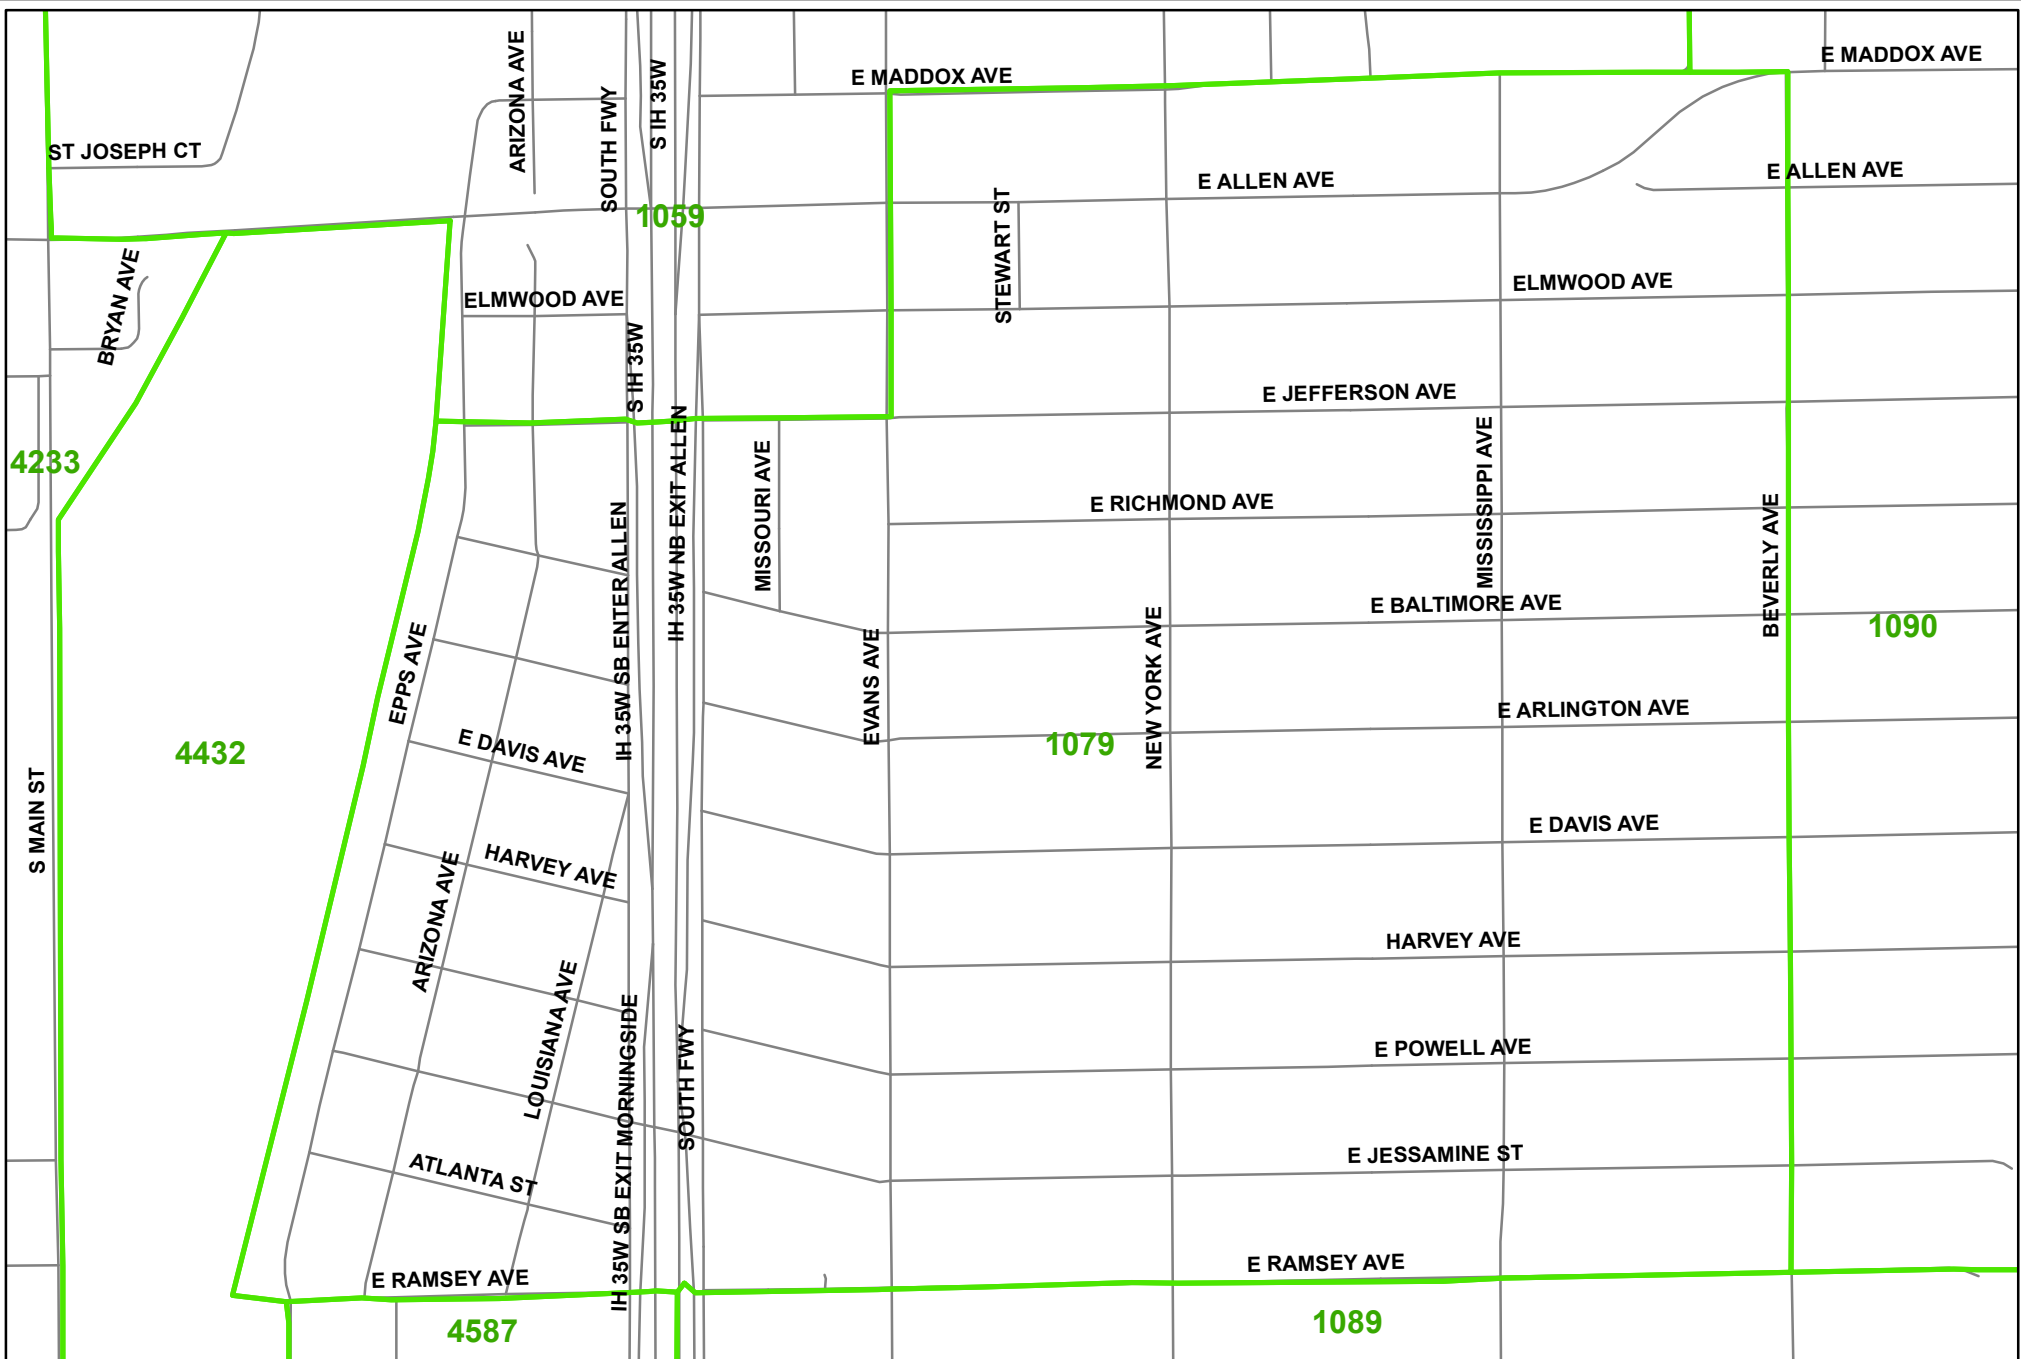 E MADDOX AVE
E MADDOX AVE
ARIZONA AVE
SOUTH FWY
S IH 35W
ST JOSEPH CT
E ALLEN AVE
E ALLEN AVE
1059
STEWART ST
BRYAN AVE
ELMWOOD AVE
ELMWOOD AVE
S IH 35W
E JEFFERSON AVE
4233
IH 35W NB EXIT ALLEN
MISSOURI AVE
MISSISSIPPI AVE
E RICHMOND AVE
BEVERLY AVE
IH 35W SB ENTER ALLEN
E BALTIMORE AVE
1090
EPPS AVE
EVANS AVE
NEW YORK AVE
E ARLINGTON AVE
4432
E DAVIS AVE
1079
S MAIN ST
E DAVIS AVE
HARVEY AVE
ARIZONA AVE
HARVEY AVE
LOUISIANA AVE
IH 35W SB EXIT MORNINGSIDE
SOUTH FWY
E POWELL AVE
E JESSAMINE ST
ATLANTA ST
E RAMSEY AVE
E RAMSEY AVE
4587
1089